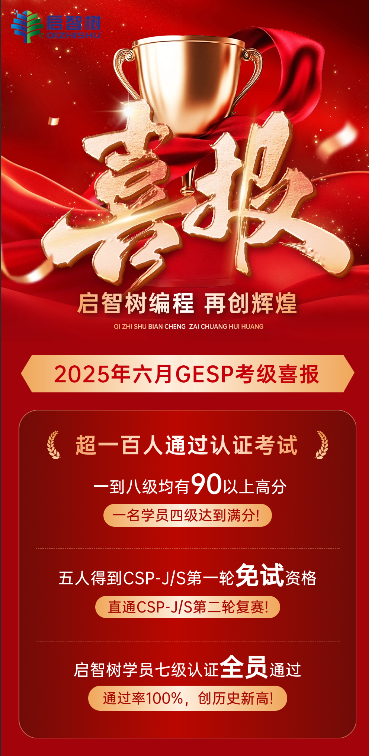 启智树
喜报
启智树编程 再创辉煌
QI ZHI SHU BIAN CHENG ZAI CHUANG HUI HUANG
2025年六月GESP考级喜报
超一百人通过认证考试
一到八级均有90以上高分
一名学员四级达到满分!
五人得到CSP-J/S第一轮免试资格
直通CSP-J/S第二轮复赛!
启智树学员七级认证全员通过
通过率100%，创历史新高!